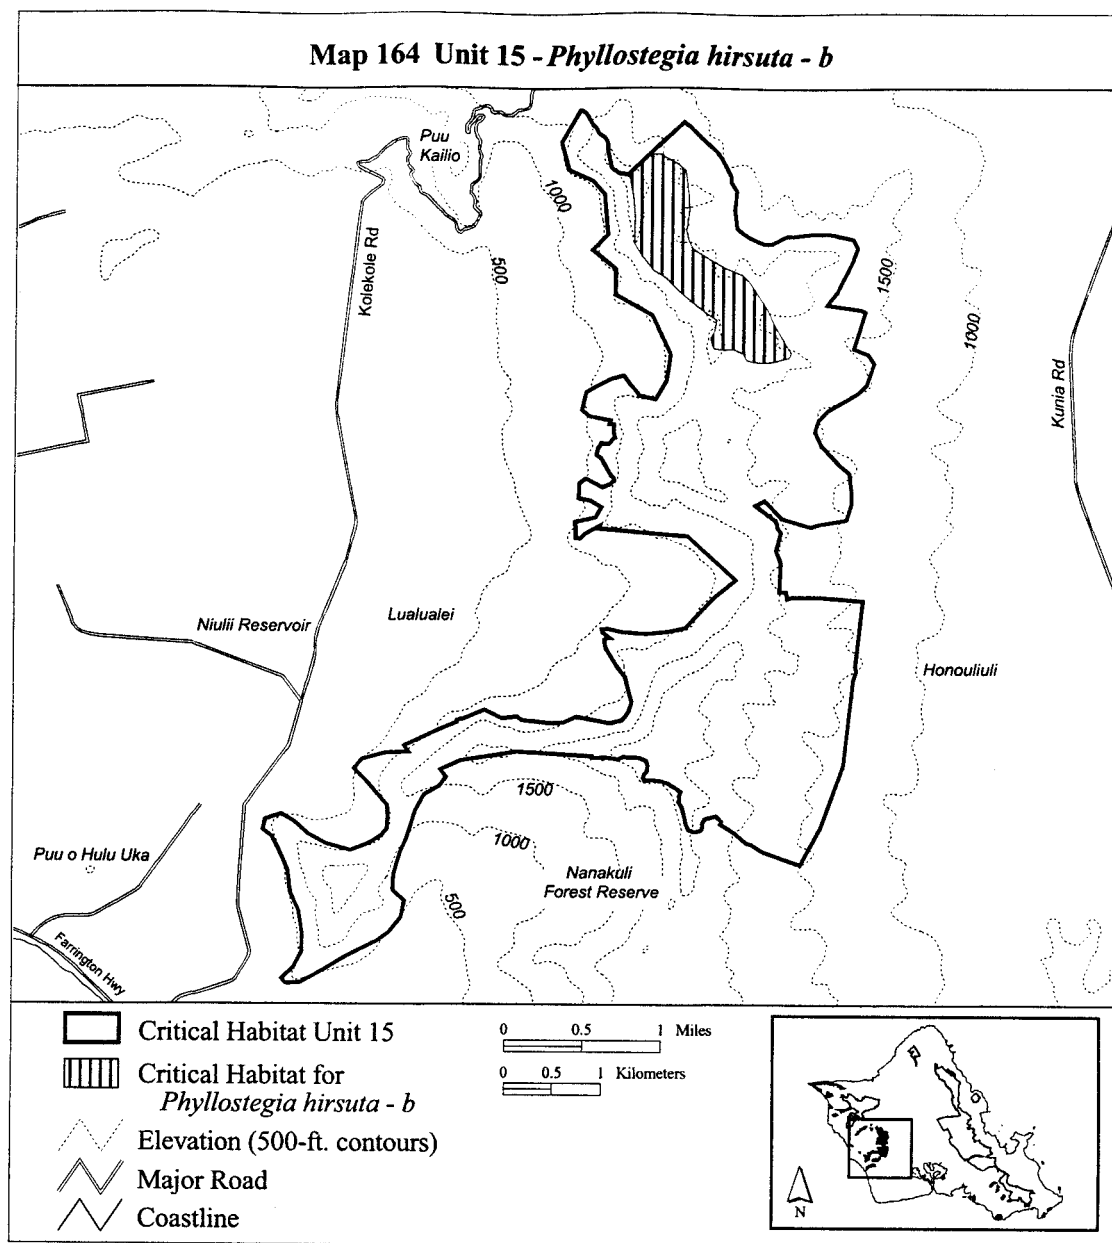 Map 164 Unit 15 - Phyllostegia hirsuta - b
Puu
Kailio
1000
Kolekole Rd
500
1500
1000
Kunia Rd
Niulii Reservoir
Lualualei
Honouliuli
1500
1000
Puu o Hulu Uka
Nanakuli
Forest Reserve
500
Farrington Hwy
Critical Habitat Unit 15
Critical Habitat for
Phyllostegia hirsuta - b
Elevation (500-ft. contours)
Major Road
Coastline
0 0.5 1 Miles
0 0.5 1 Kilometers
N